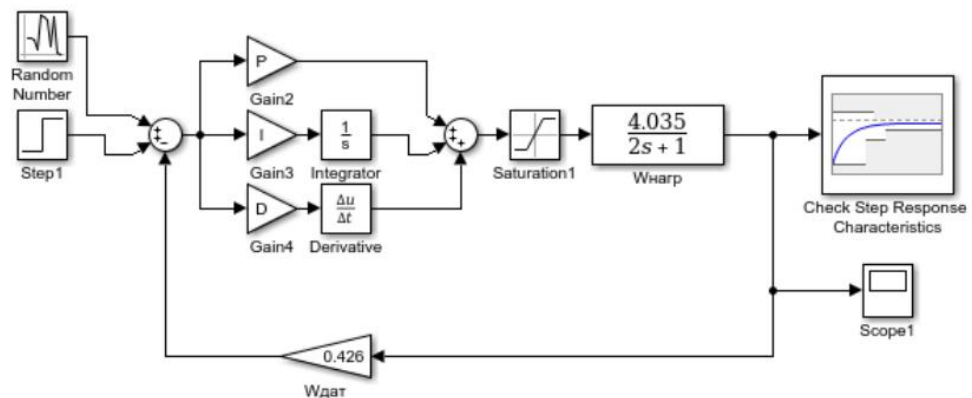 Random
Number
Step1
P
Gain2
I
Gain3
1
s
Integrator
D
Gain4
Δu
Δt
Derivative
+
+
-
+
+
+
Saturation1
4.035
2s + 1
Wнагр
Check Step Response
Characteristics
Scope1
0.426
Wдат